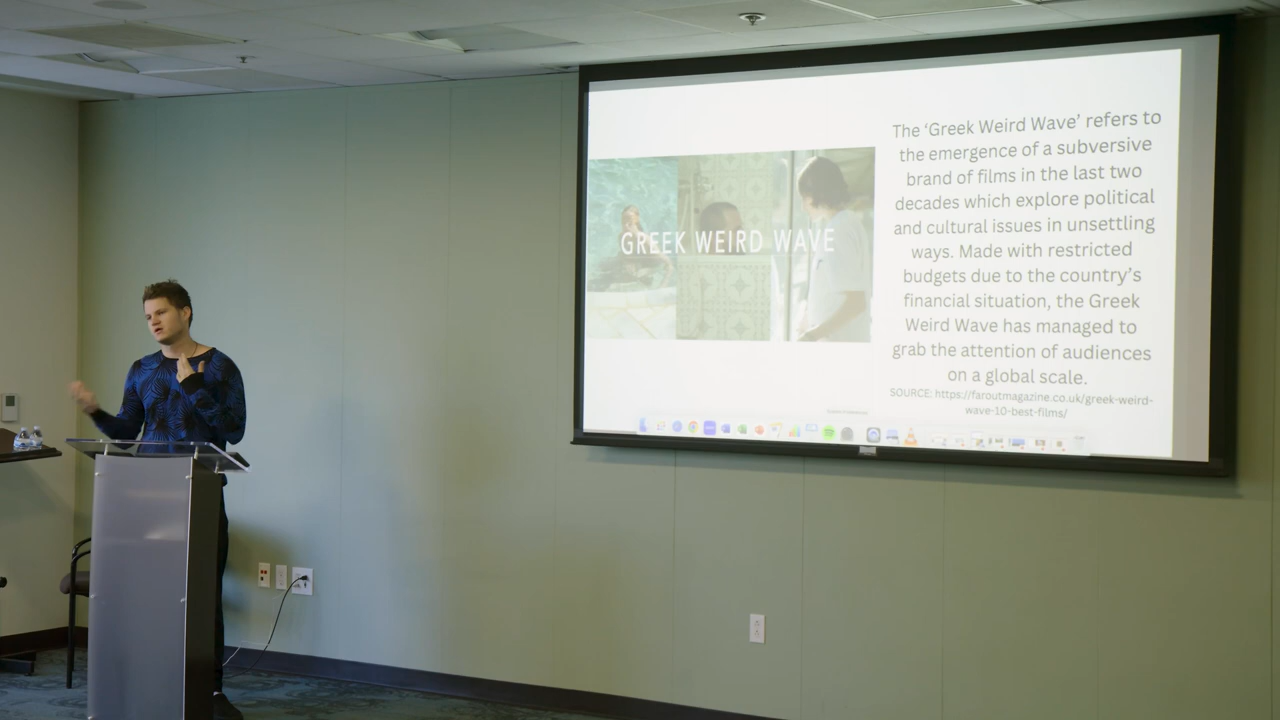 GREEK WEIRD WAVE
The ‘Greek Weird Wave’ refers to
the emergence of a subversive
brand of films in the last two
decades which explore political
and cultural issues in unsettling
ways. Made with restricted
budgets due to the country’s
financial situation, the Greek
Weird Wave has managed to
grab the attention of audiences
on a global scale.
SOURCE: https://faroutmagazine.co.uk/greek-weird-
wave-10-best-films/